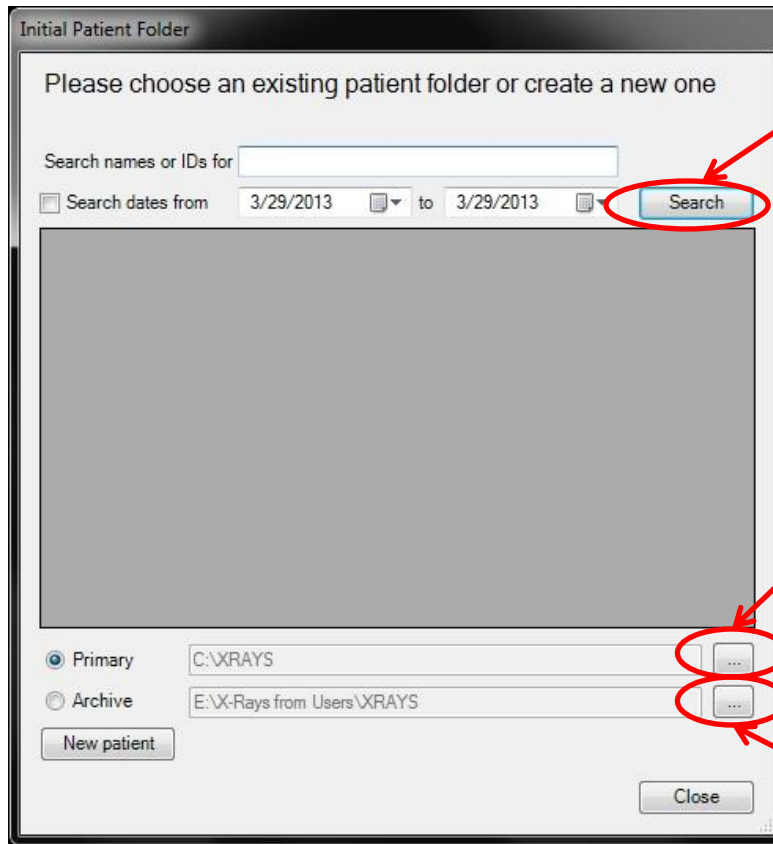 Initial Patient Folder
Please choose an existing patient folder or create a new one
Search names or IDs for
Search dates from 3/29/2013 to 3/29/2013 Search
Primary C:\XRAYS ...
Archive E:\X-Rays from Users\XRAYS ...
New patient
Close